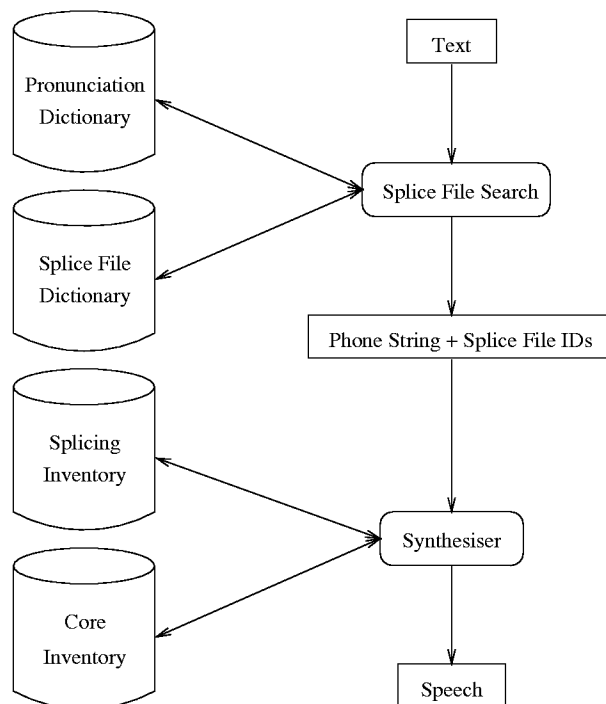 Text
Pronunciation
Dictionary
Splice File Search
Splice File
Dictionary
Phone String + Splice File IDs
Splicing
Inventory
Synthesiser
Core
Inventory
Speech